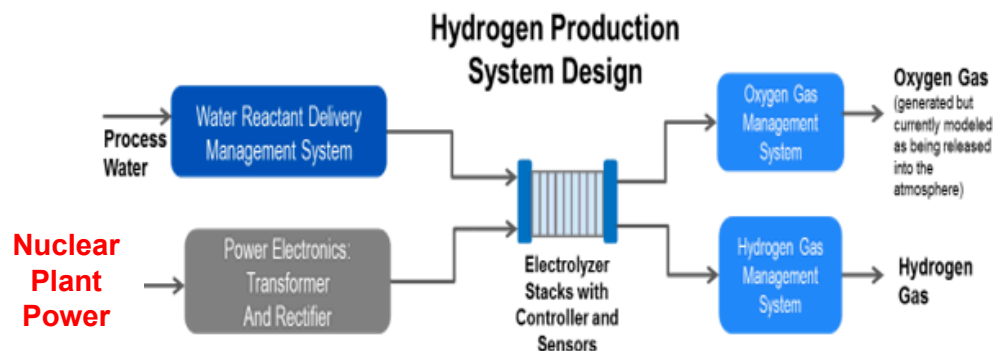 Hydrogen Production
System Design
Process
Water
Water Reactant Delivery
Management System
Nuclear
Plant
Power
Power Electronics:
Transformer
And Rectifier
Electrolyzer
Stacks with
Controller and
Sensors
Oxygen Gas
Management
System
Oxygen Gas
(generated but
currently modeled
as being released
into the
atmosphere)
Hydrogen Gas
Management
System
Hydrogen
Gas